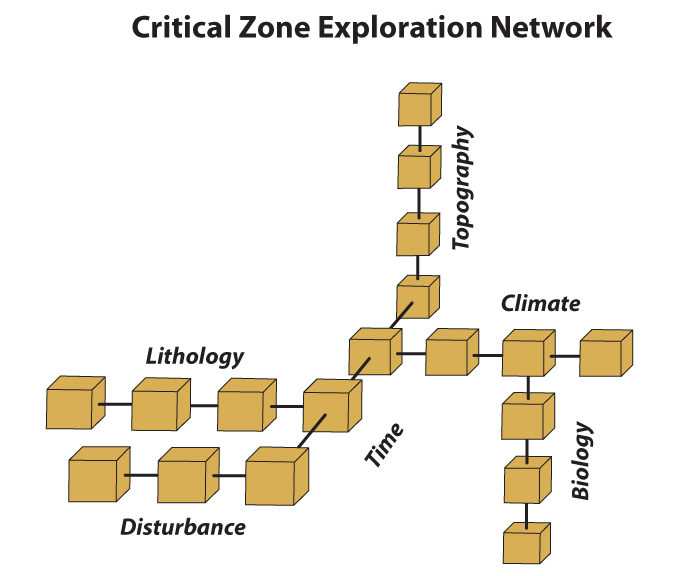 Critical Zone Exploration Network
Topography
Climate
Lithology
Time
Biology
Disturbance